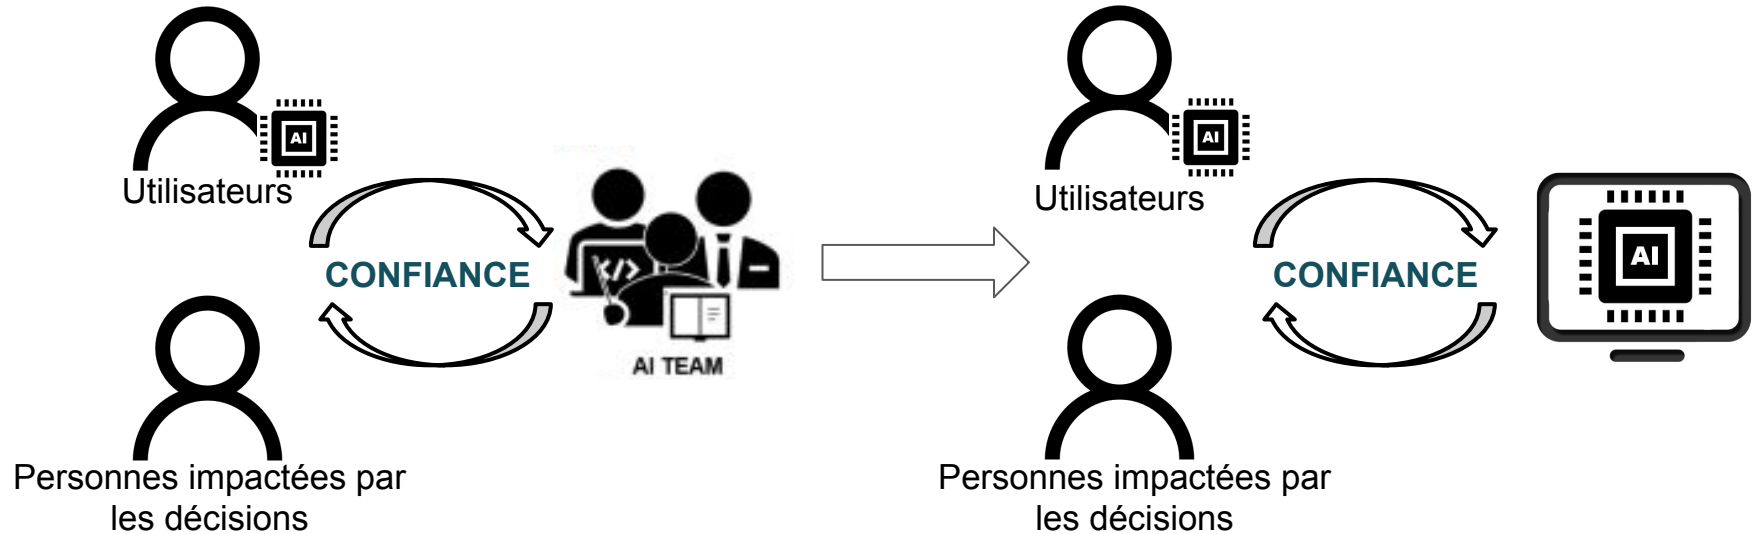 AI
Utilisateurs
CONFIANCE
</>
AI TEAM
Personnes impactées par
les décisions
AI
Utilisateurs
CONFIANCE
AI
Personnes impactées par
les décisions